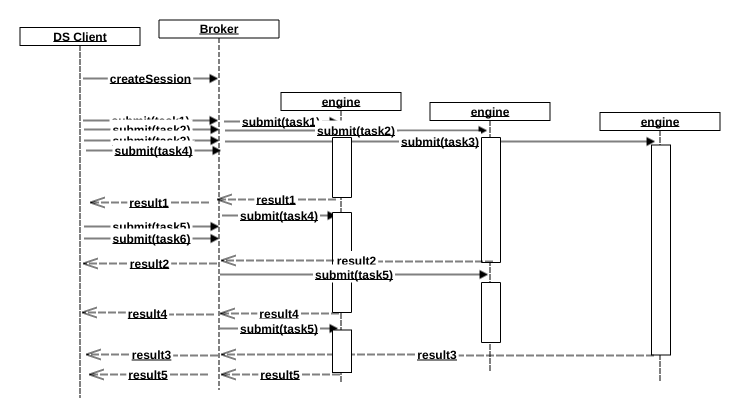 Broker
DS Client
createSession
engine
engine
engine
submit(task1)
submit(task1)
submit(task2)
submit(task2)
submit(task3)
submit(task3)
submit(task4)
result1
result1
submit(task4)
submit(task5)
submit(task6)
result2
result2
submit(task5)
result4
result4
submit(task5)
result3
result3
result5
result5